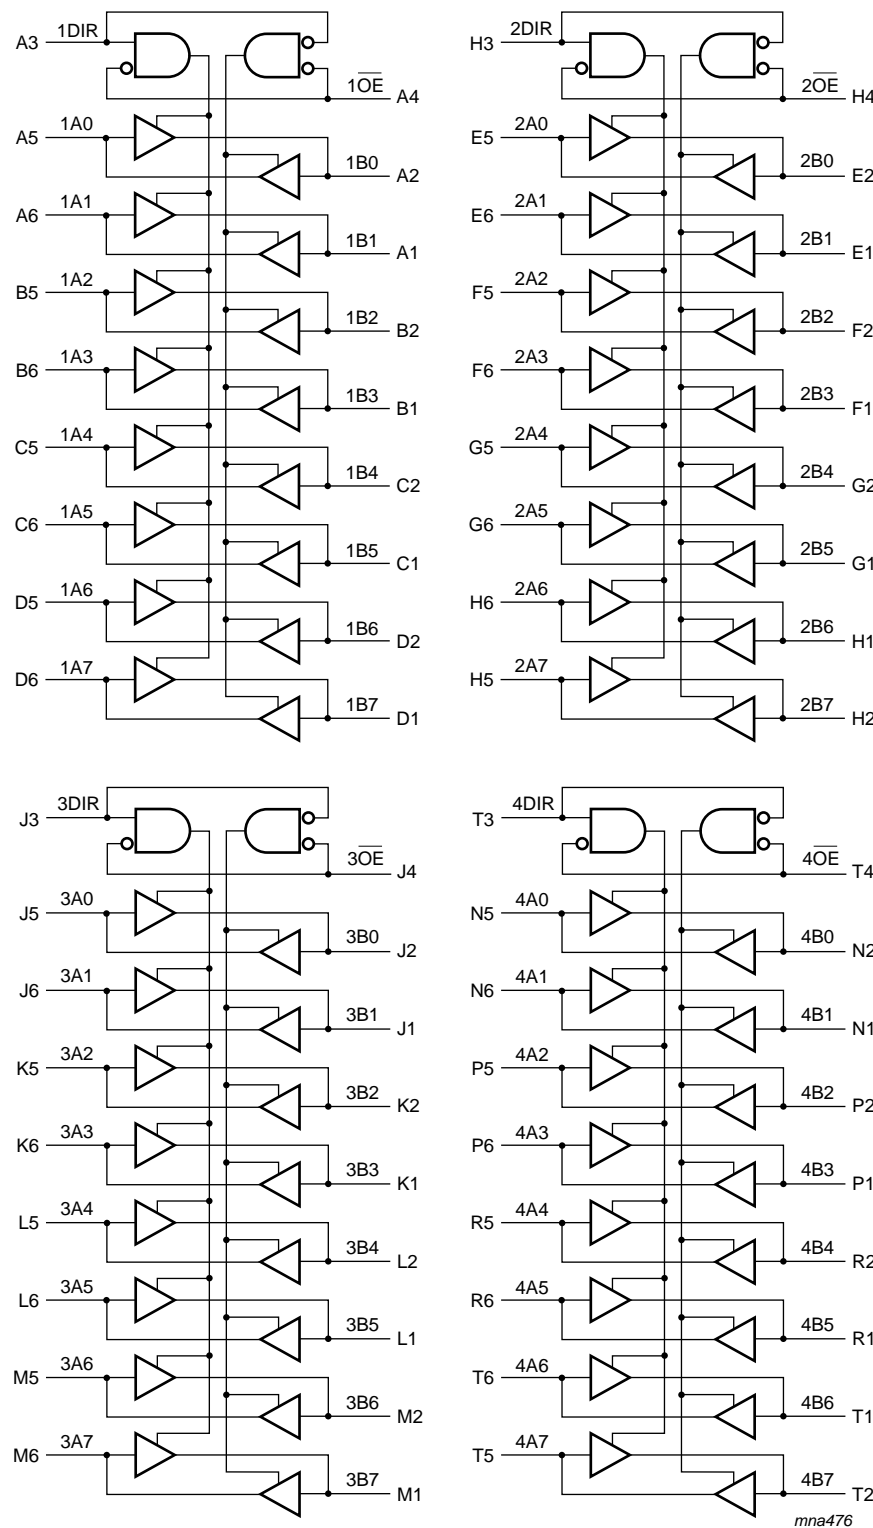 A3 1DIR
1O̅E̅ A4
A5 1A0
1B0 A2
A6 1A1
1B1 A1
B5 1A2
1B2 B2
B6 1A3
1B3 B1
C5 1A4
1B4 C2
C6 1A5
1B5 C1
D5 1A6
1B6 D2
D6 1A7
1B7 D1
H3 2DIR
2O̅E̅ H4
E5 2A0
2B0 E2
E6 2A1
2B1 E1
F5 2A2
2B2 F2
F6 2A3
2B3 F1
G5 2A4
2B4 G2
G6 2A5
2B5 G1
H6 2A6
2B6 H1
H5 2A7
2B7 H2
J3 3DIR
3O̅E̅ J4
J5 3A0
3B0 J2
J6 3A1
3B1 J1
K5 3A2
3B2 K2
K6 3A3
3B3 K1
L5 3A4
3B4 L2
L6 3A5
3B5 L1
M5 3A6
3B6 M2
M6 3A7
3B7 M1
T3 4DIR
4O̅E̅ T4
N5 4A0
4B0 N2
N6 4A1
4B1 N1
P5 4A2
4B2 P2
P6 4A3
4B3 P1
R5 4A4
4B4 R2
R6 4A5
4B5 R1
T6 4A6
4B6 T1
T5 4A7
4B7 T2
mna476